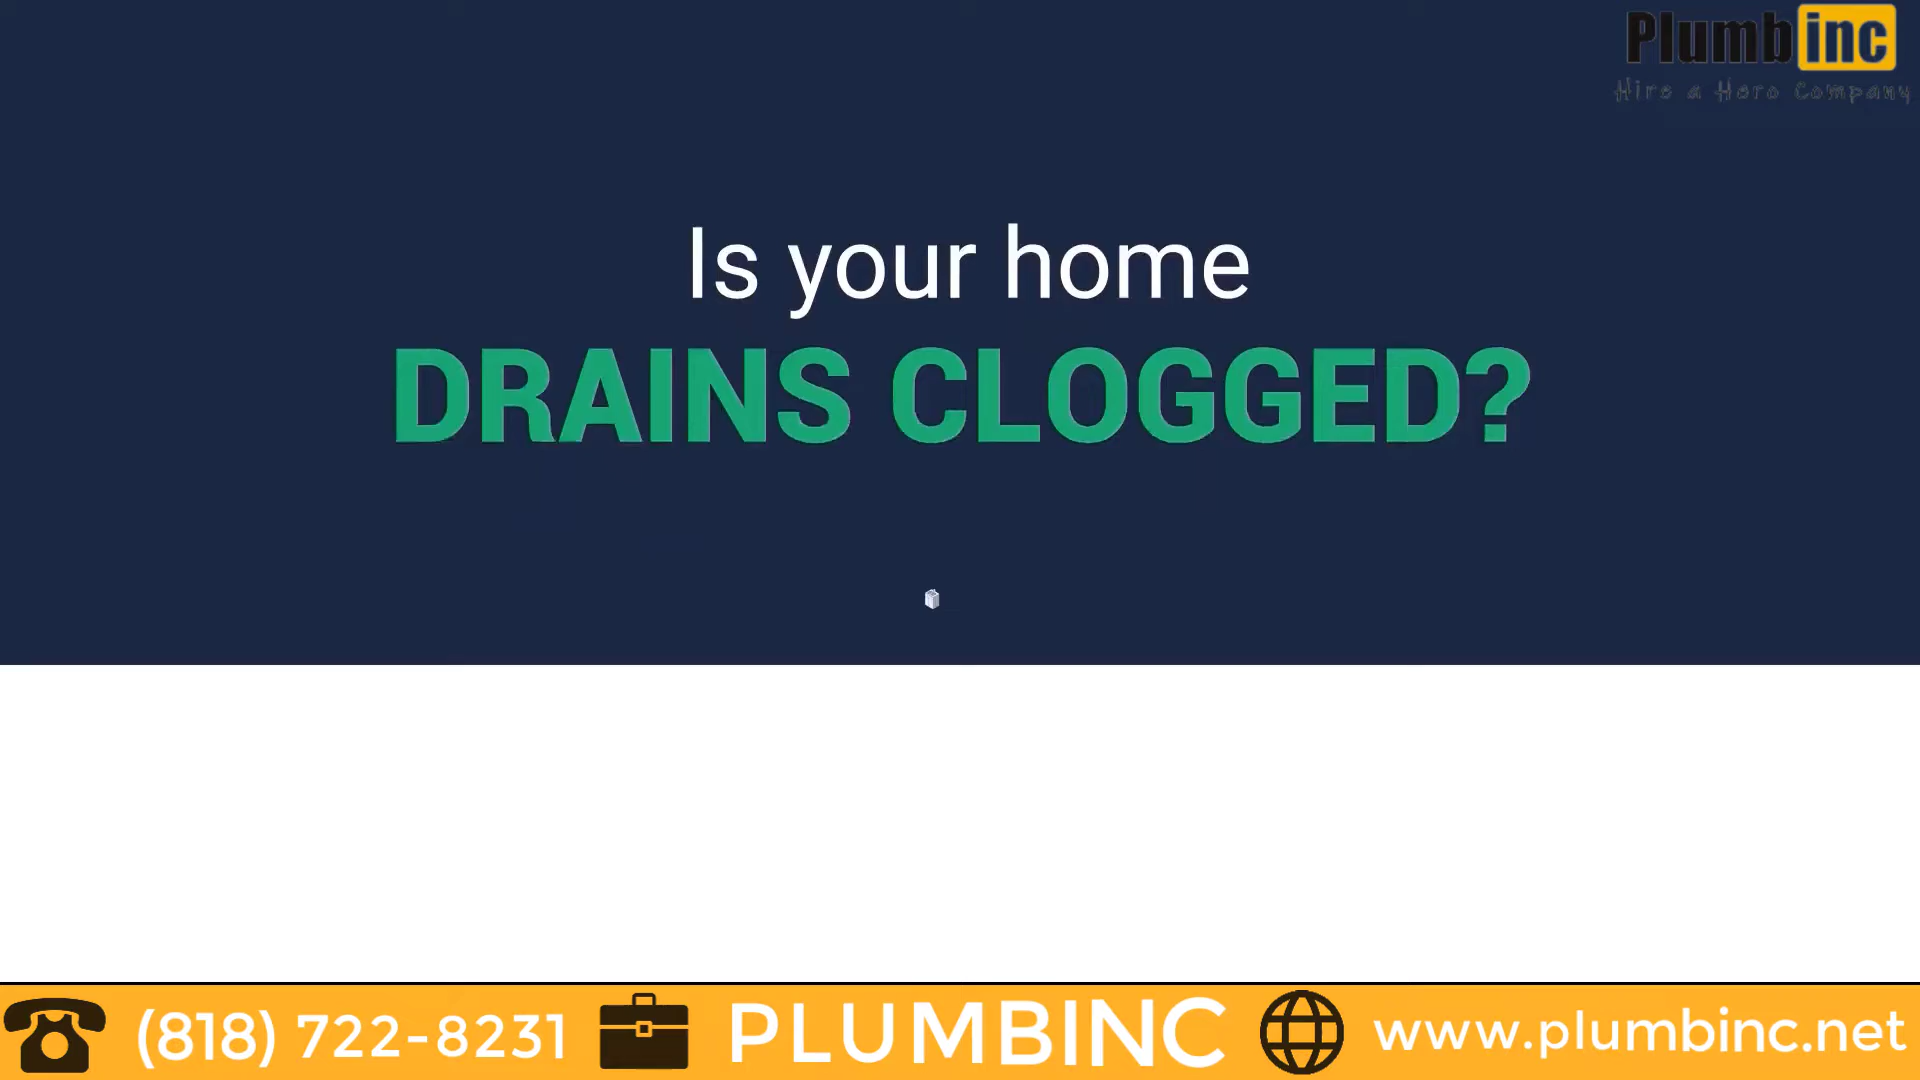 Plumbinc
Hire a Hero Company
Is your home
DRAINS CLOGGED?
(818) 722-8231 PLUMBINC www.plumbinc.net